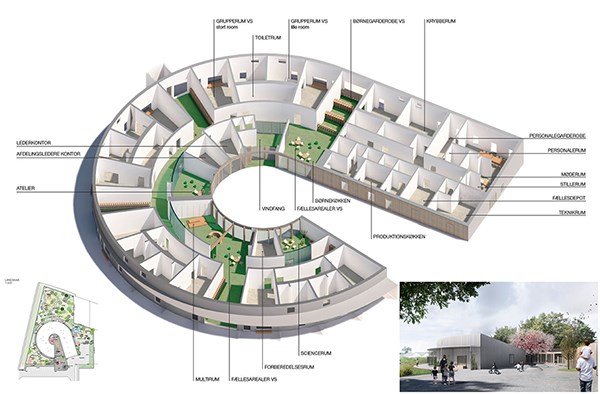 GRUPPERUM VS
stort room
GRUPPERUM VS
lille room
BØRNEGARDEROBE VS
KRYBBERUM
TOILETRUM
PERSONALEGARDEROBE
LEDERKONTOR
PERSONALERUM
AFDELINGSLEDERE KONTOR
MØDERUM
STILLERUM
ATELIER
BØRNEKØKKEN
FÆLLESDEPOT
VINDFANG
FÆLLESAREALER VS
TEKNIKRUM
PRODUKTIONSKØKKEN
SCIENCERUM
FORBEREDELSESRUM
MULTIRUM
FÆLLESAREALER VS